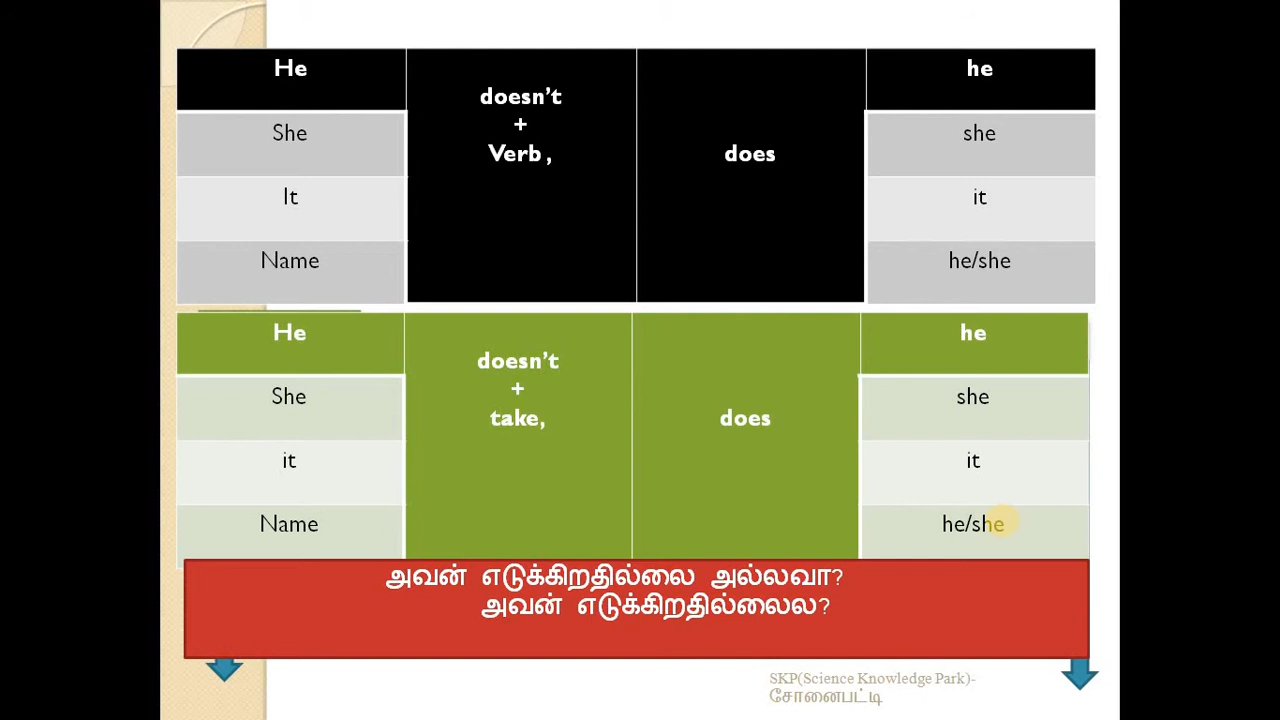 He
doesn't
+
Verb ,
does
he
She
she
It
it
Name
he/she
He
doesn't
+
take,
does
he
She
she
it
it
Name
he/she
அவன் எடுக்கிறதில்லை அல்லவா?
அவன் எடுக்கிறதில்லைல?
SKP(Science Knowledge Park)-
சோனைபட்டி